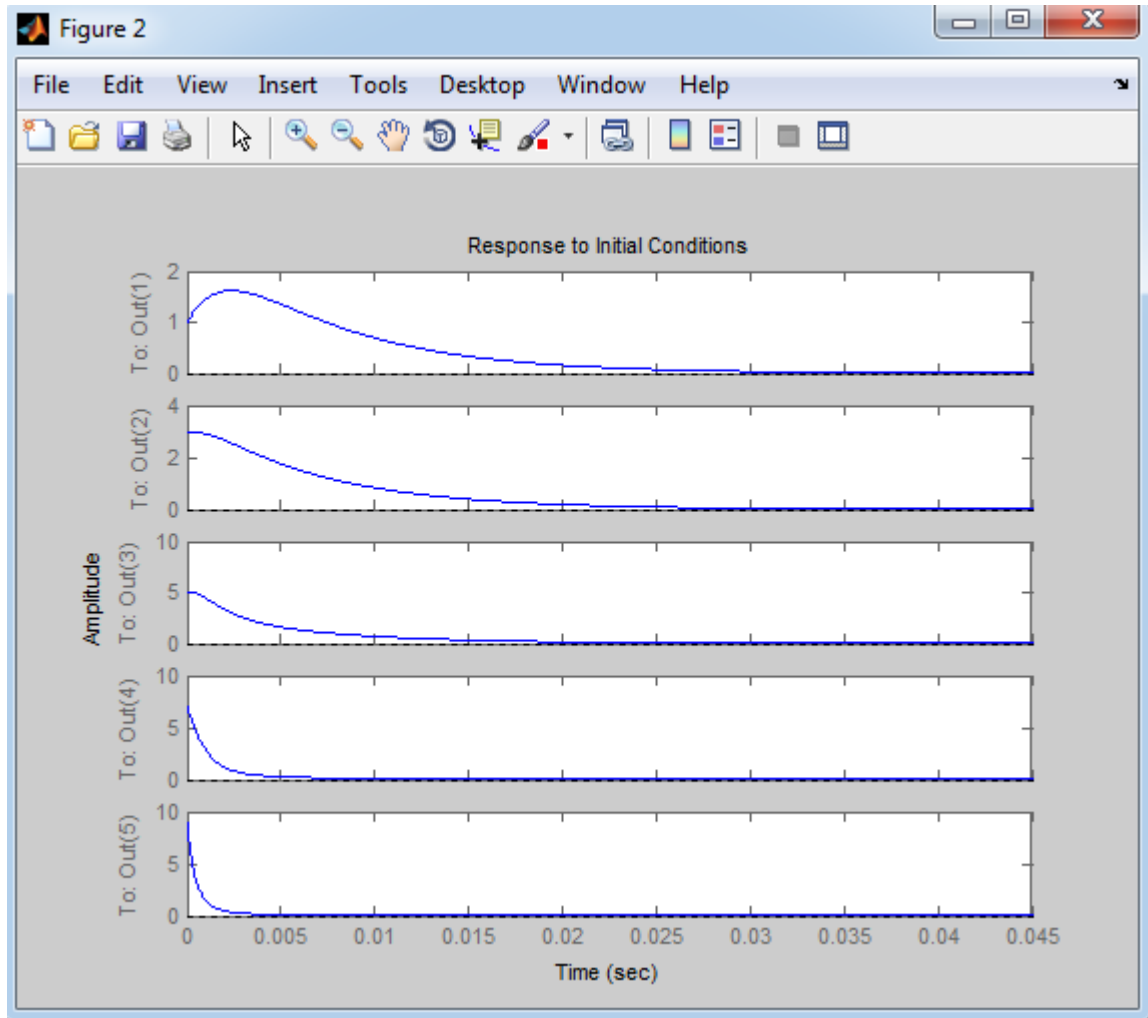 Figure 2
File Edit View Insert Tools Desktop Window Help
Response to Initial Conditions
To: Out(1)
2
1
0
To: Out(2)
4
2
0
Amplitude
To: Out(3)
10
5
0
To: Out(4)
10
5
0
To: Out(5)
10
5
0
0 0.005 0.01 0.015 0.02 0.025 0.03 0.035 0.04 0.045
Time (sec)